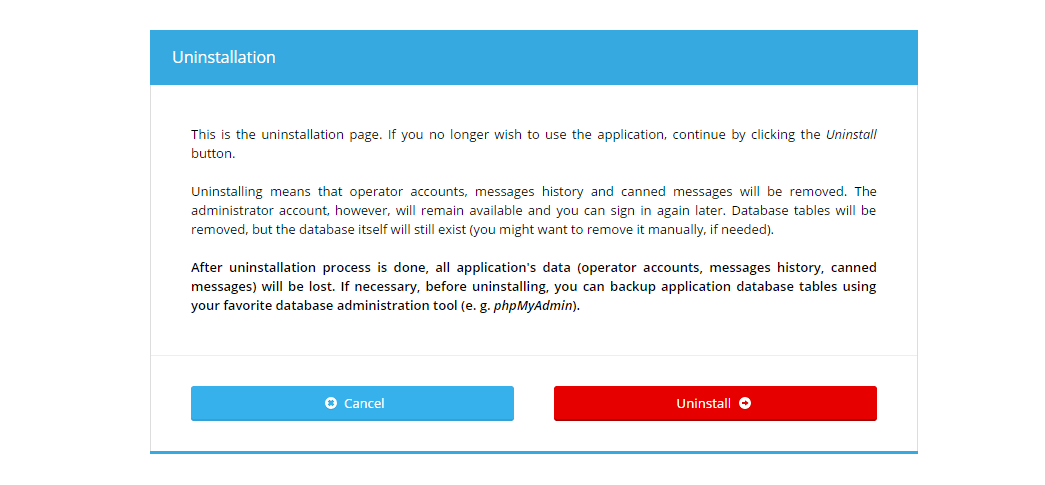 Uninstallation
This is the uninstallation page. If you no longer wish to use the application, continue by clicking the Uninstall
button.
Uninstalling means that operator accounts, messages history and canned messages will be removed. The
administrator account, however, will remain available and you can sign in again later. Database tables will be
removed, but the database itself will still exist (you might want to remove it manually, if needed).
After uninstallation process is done, all application's data (operator accounts, messages history, canned
messages) will be lost. If necessary, before uninstalling, you can backup application database tables using
your favorite database administration tool (e. g. phpMyAdmin).
Cancel
Uninstall